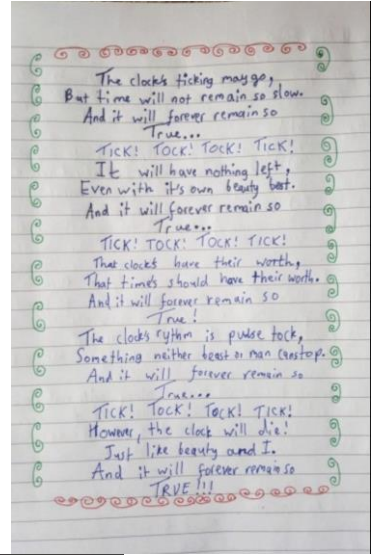 The clock's ticking may go,
But time will not remain so slow.
And it will forever remain so
True...
TICK! TOCK! TOCK! TICK!
It will have nothing left,
Even with it's own beauty best.
And it will forever remain so
True...
TICK! TOCK! TOCK! TICK!
That clocks have their worth,
That times should have their worth.
And it will forever remain so
True!
The clocks rythm is pulse tock,
Something neither beast or man can stop.
And it will forever remain so
True...
TICK! TOCK! TOCK! TICK!
However, the clock will die!
Just like beauty and I.
And it will forever remain so
TRUE!!!